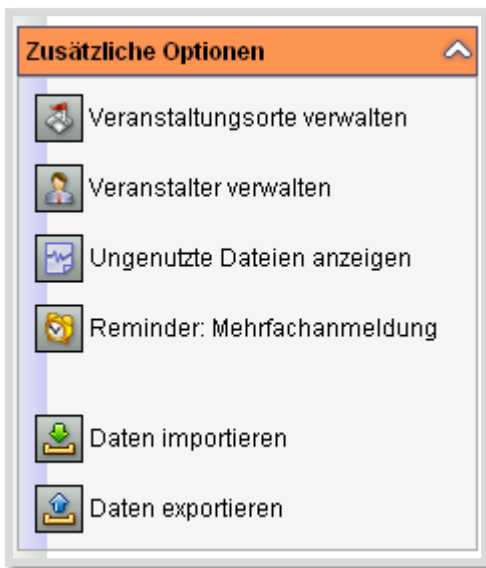 Zusätzliche Optionen
Veranstaltungsorte verwalten
Veranstalter verwalten
Ungenutzte Dateien anzeigen
Reminder: Mehrfachanmeldung
Daten importieren
Daten exportieren